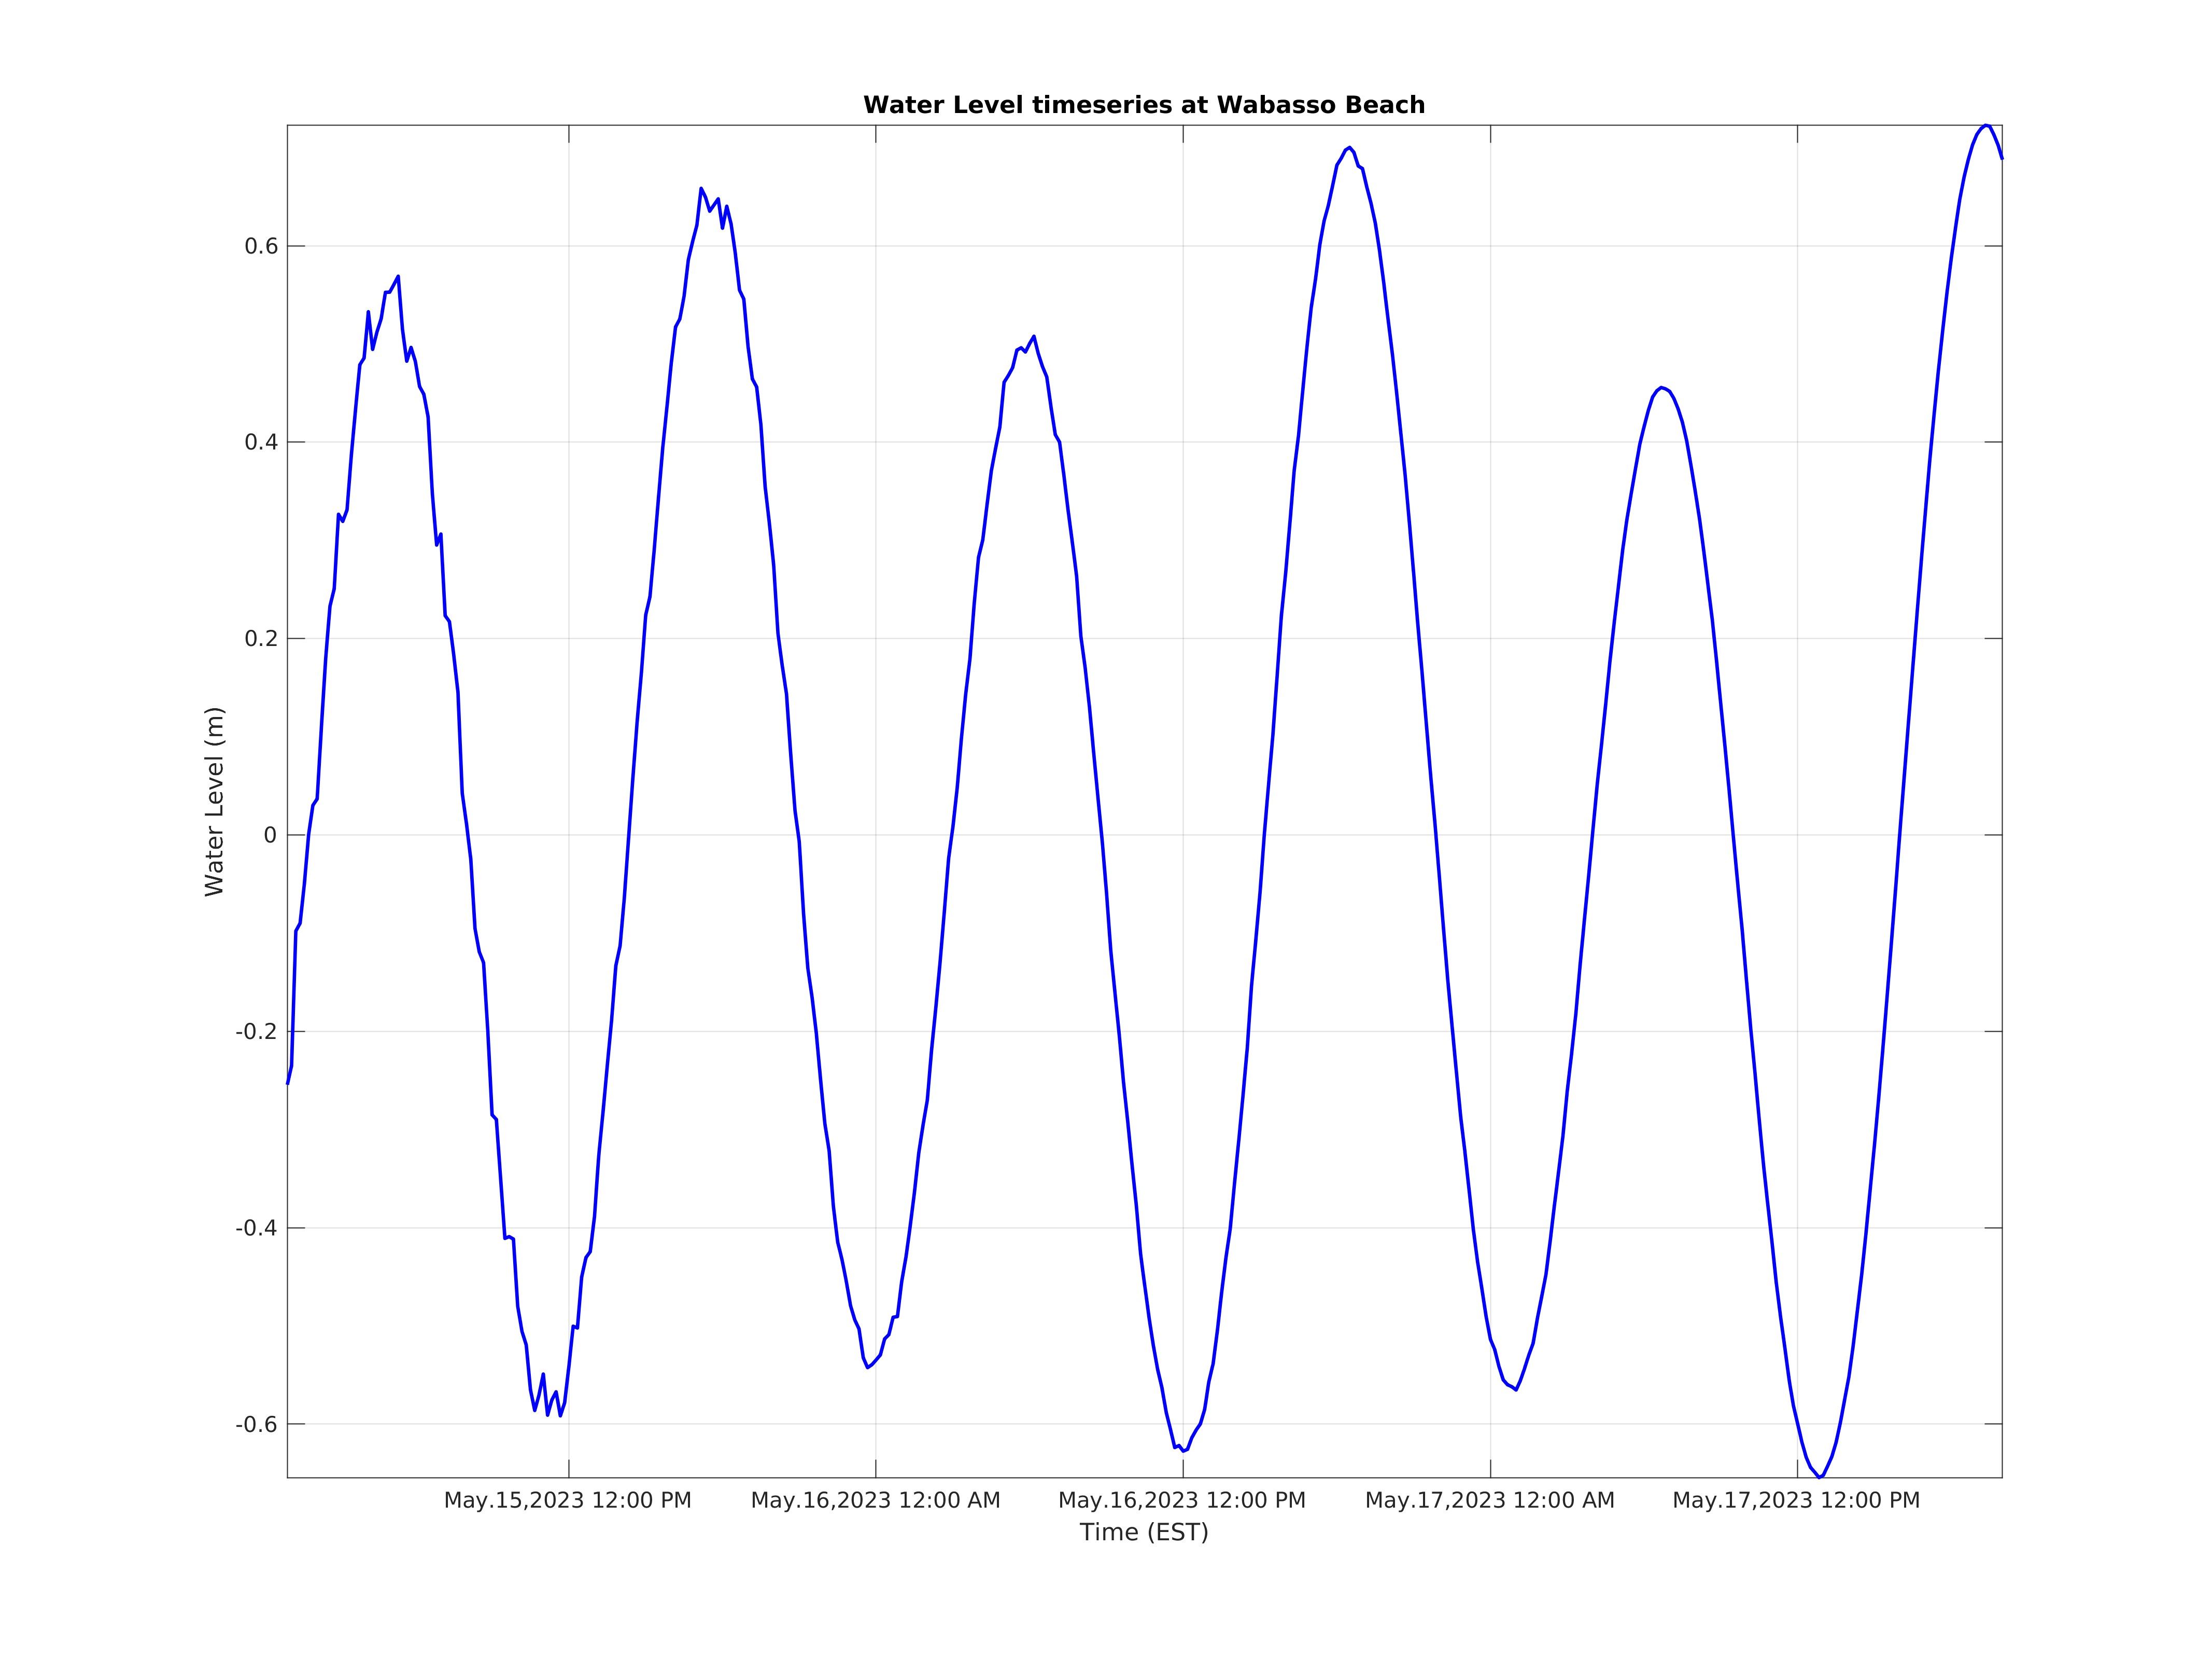 Water Level timeseries at Wabasso Beach
0.6
0.4
0.2
0
-0.2
-0.4
-0.6
Water Level (m)
May.15,2023 12:00 PM May.16,2023 12:00 AM May.16,2023 12:00 PM May.17,2023 12:00 AM May.17,2023 12:00 PM
Time (EST)